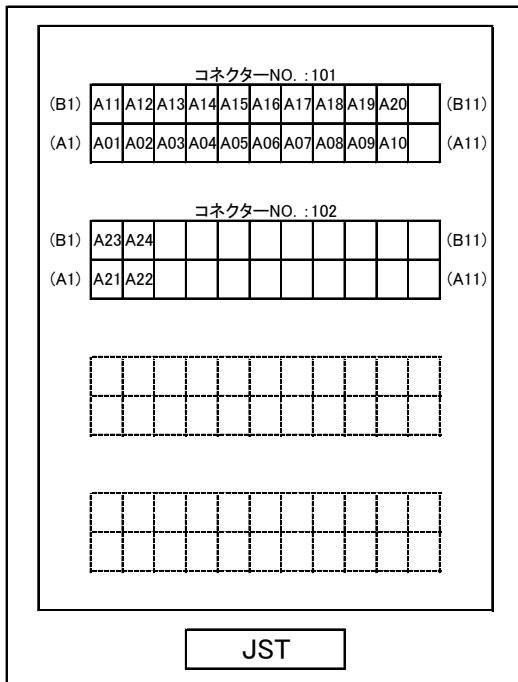 コネクターNO. :101
(B1) A11 A12 A13 A14 A15 A16 A17 A18 A19 A20 (B11)
(A1) A01 A02 A03 A04 A05 A06 A07 A08 A09 A10 (A11)
コネクターNO. :102
(B1) A23 A24 (B11)
(A1) A21 A22 (A11)
JST